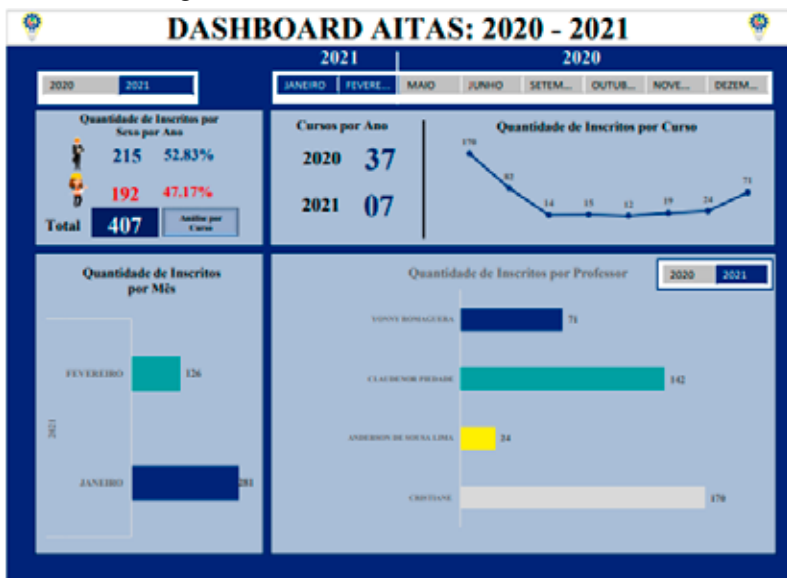 DASHBOARD AITAS: 2020 - 2021
2021 2020
2020 2021
JANEIRO FEVERE... MAIO JUNHO SETEM... OUTUB... NOVE... DEZEM...
Quantidade de Inscritos por
Sexo por Ano
215 52.83%
192 47.17%
Total 407 Análise por
Curso
Cursos por Ano
2020 37
2021 07
Quantidade de Inscritos por Curso
170
82
14
15
12
19
24
71
Quantidade de Inscritos
por Mês
FEVEREIRO 126
2021
JANEIRO 281
Quantidade de Inscritos por Professor
2020 2021
YONNY ROMAGUERA 71
CLAUDENOR PIEDADE 142
ANDERSON DE SOUSA LIMA 24
CRISTIANE 170